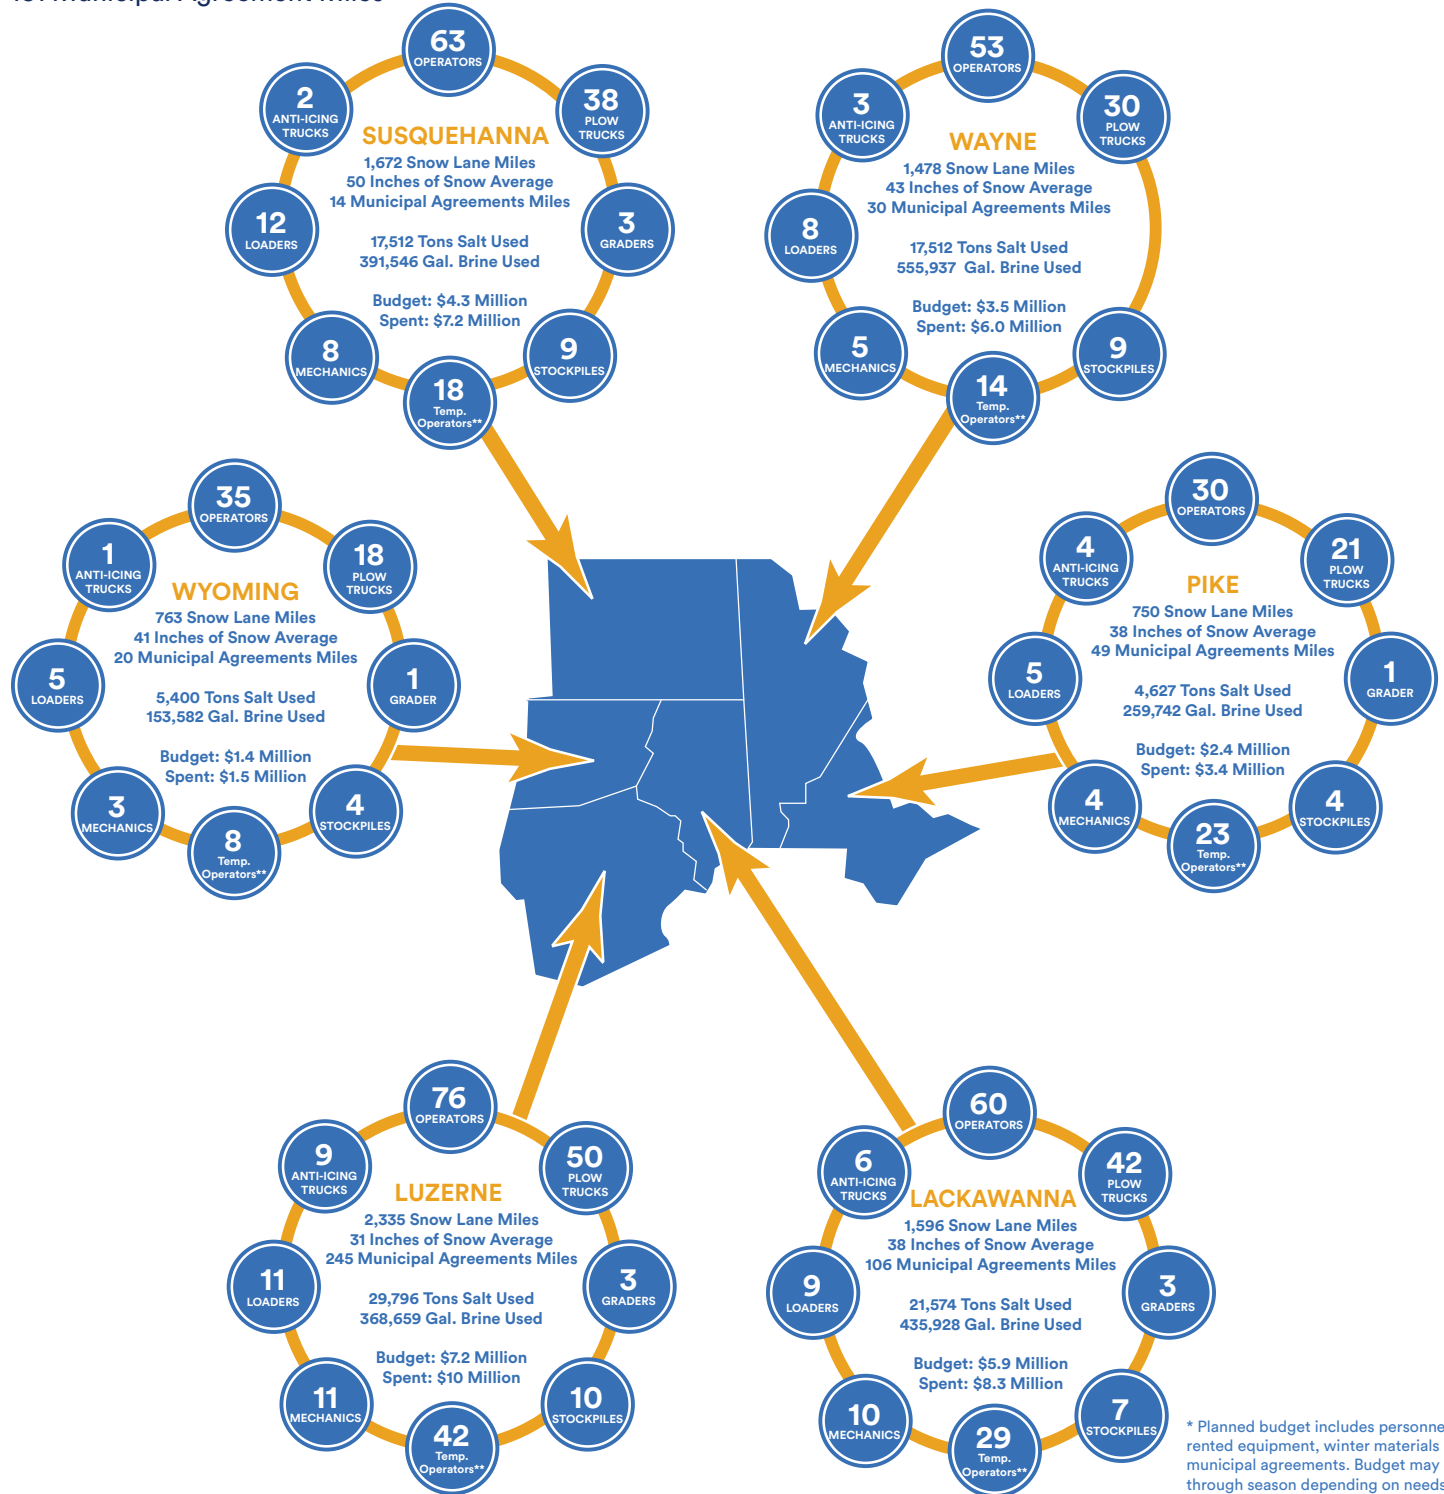 Municipal Agreement Miles
63
OPERATORS
2
ANTI-ICING
TRUCKS
38
PLOW
TRUCKS
SUSQUEHANNA
1,672 Snow Lane Miles
50 Inches of Snow Average
14 Municipal Agreements Miles
17,512 Tons Salt Used
391,546 Gal. Brine Used
Budget: $4.3 Million
Spent: $7.2 Million
12
LOADERS
3
GRADERS
8
MECHANICS
9
STOCKPILES
18
Temp.
Operators**
53
OPERATORS
3
ANTI-ICING
TRUCKS
30
PLOW
TRUCKS
WAYNE
1,478 Snow Lane Miles
43 Inches of Snow Average
30 Municipal Agreements Miles
17,512 Tons Salt Used
555,937 Gal. Brine Used
Budget: $3.5 Million
Spent: $6.0 Million
8
LOADERS
5
MECHANICS
9
STOCKPILES
14
Temp.
Operators**
35
OPERATORS
1
ANTI-ICING
TRUCKS
18
PLOW
TRUCKS
WYOMING
763 Snow Lane Miles
41 Inches of Snow Average
20 Municipal Agreements Miles
5,400 Tons Salt Used
153,582 Gal. Brine Used
Budget: $1.4 Million
Spent: $1.5 Million
5
LOADERS
1
GRADER
3
MECHANICS
4
STOCKPILES
8
Temp.
Operators**
30
OPERATORS
4
ANTI-ICING
TRUCKS
21
PLOW
TRUCKS
PIKE
750 Snow Lane Miles
38 Inches of Snow Average
49 Municipal Agreements Miles
4,627 Tons Salt Used
259,742 Gal. Brine Used
Budget: $2.4 Million
Spent: $3.4 Million
5
LOADERS
1
GRADER
4
MECHANICS
4
STOCKPILES
23
Temp.
Operators**
76
OPERATORS
9
ANTI-ICING
TRUCKS
50
PLOW
TRUCKS
LUZERNE
2,335 Snow Lane Miles
31 Inches of Snow Average
245 Municipal Agreements Miles
29,796 Tons Salt Used
368,659 Gal. Brine Used
Budget: $7.2 Million
Spent: $10 Million
11
LOADERS
3
GRADERS
11
MECHANICS
10
STOCKPILES
42
Temp.
Operators**
60
OPERATORS
6
ANTI-ICING
TRUCKS
42
PLOW
TRUCKS
LACKAWANNA
1,596 Snow Lane Miles
38 Inches of Snow Average
106 Municipal Agreements Miles
21,574 Tons Salt Used
435,928 Gal. Brine Used
Budget: $5.9 Million
Spent: $8.3 Million
9
LOADERS
3
GRADERS
10
MECHANICS
7
STOCKPILES
29
Temp.
Operators**
* Planned budget includes personne
rented equipment, winter materials
municipal agreements. Budget may
through season depending on needs